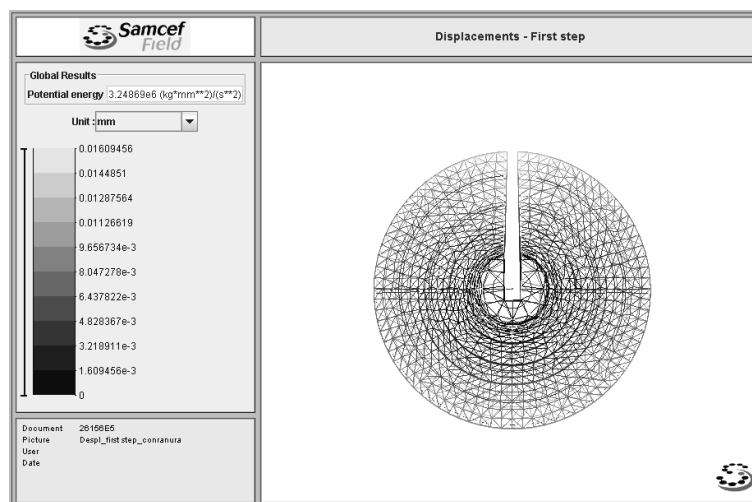 Samcef
Field
Displacements - First step
Global Results
Potential energy 3.24869e6 (kg*mm**2)/(s**2)
Unit : mm
0.01609456
0.0144851
0.01287564
0.01126619
9.656734e-3
8.047278e-3
6.437822e-3
4.828367e-3
3.218911e-3
1.609456e-3
0
Document 26156E5
Picture Despl_first step_conranura
User
Date